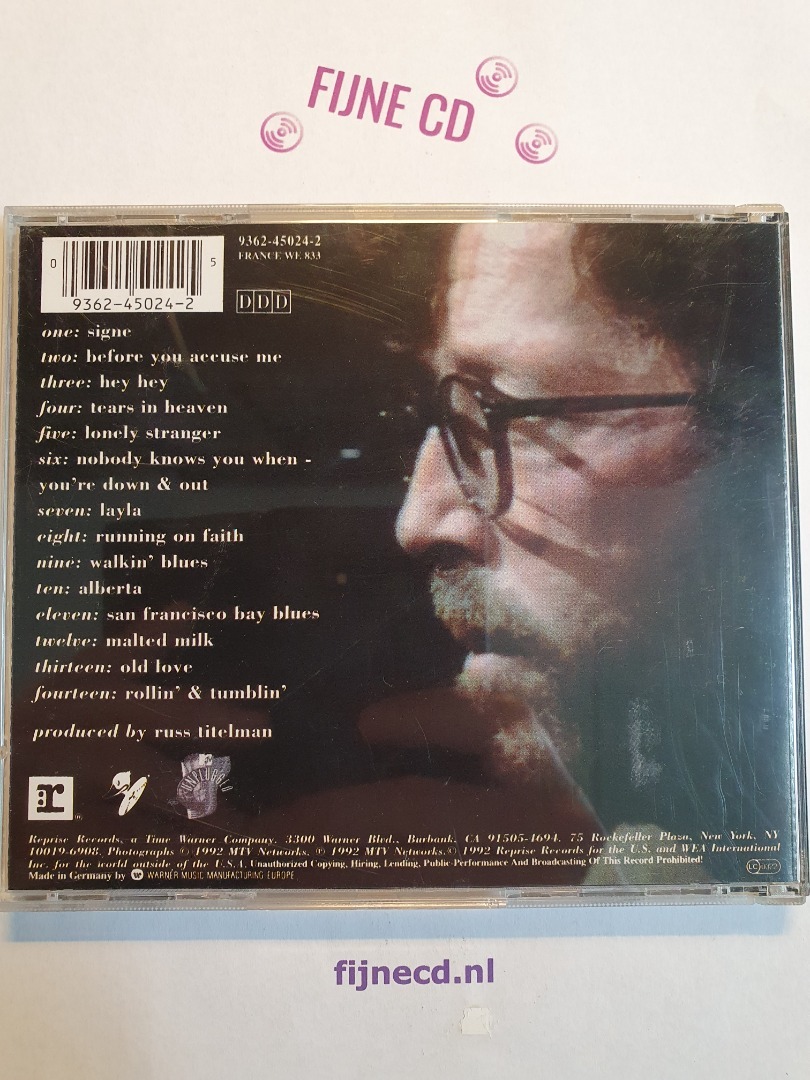 FIJNE CD
9362-45024-2
FRANCE WE 833
0
5
9362-45024-2
DDD
one: signe
two: before you accuse me
three: hey hey
four: tears in heaven
five: lonely stranger
six: nobody knows you when -
you're down & out
seven: layla
eight: running on faith
nine: walkin' blues
ten: alberta
eleven: san francisco bay blues
twelve: malted milk
thirteen: old love
fourteen: rollin' & tumblin'
produced by russ titelman
r
UNPLUGGED
Reprise Records, a Time Warner Company. 3300 Warner Blvd., Burbank, CA 91505-4694. 75 Rockefeller Plaza, New York, NY
10019-6908. Photographs ℗ 1992 MTV Networks. ℗ 1992 MTV Networks.© 1992 Reprise Records for the U.S. and WEA International
Inc. for the world outside of the U.S. Unauthorized Copying, Hiring, Lending, Public-Performance And Broadcasting Of This Record Prohibited!
Made in Germany by WARNER MUSIC MANUFACTURING EUROPE
LC
fijnecd.nl